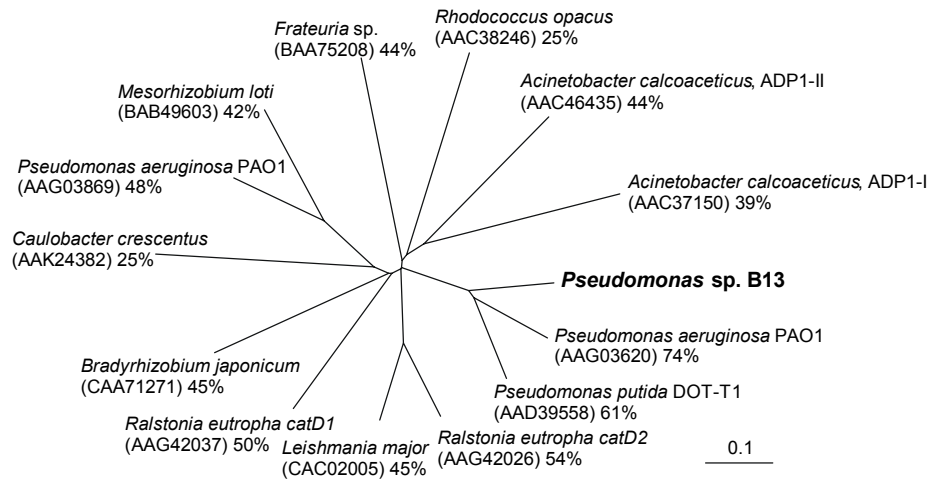 Frateuria sp.
(BAA75208) 44%
Rhodococcus opacus
(AAC38246) 25%
Acinetobacter calcoaceticus, ADP1-II
(AAC46435) 44%
Mesorhizobium loti
(BAB49603) 42%
Pseudomonas aeruginosa PAO1
(AAG03869) 48%
Acinetobacter calcoaceticus, ADP1-I
(AAC37150) 39%
Caulobacter crescentus
(AAK24382) 25%
Pseudomonas sp. B13
Pseudomonas aeruginosa PAO1
(AAG03620) 74%
Bradyrhizobium japonicum
(CAA71271) 45%
Pseudomonas putida DOT-T1
(AAD39558) 61%
Ralstonia eutropha catD1
(AAG42037) 50%
Leishmania major
(CAC02005) 45%
Ralstonia eutropha catD2
(AAG42026) 54%
0.1